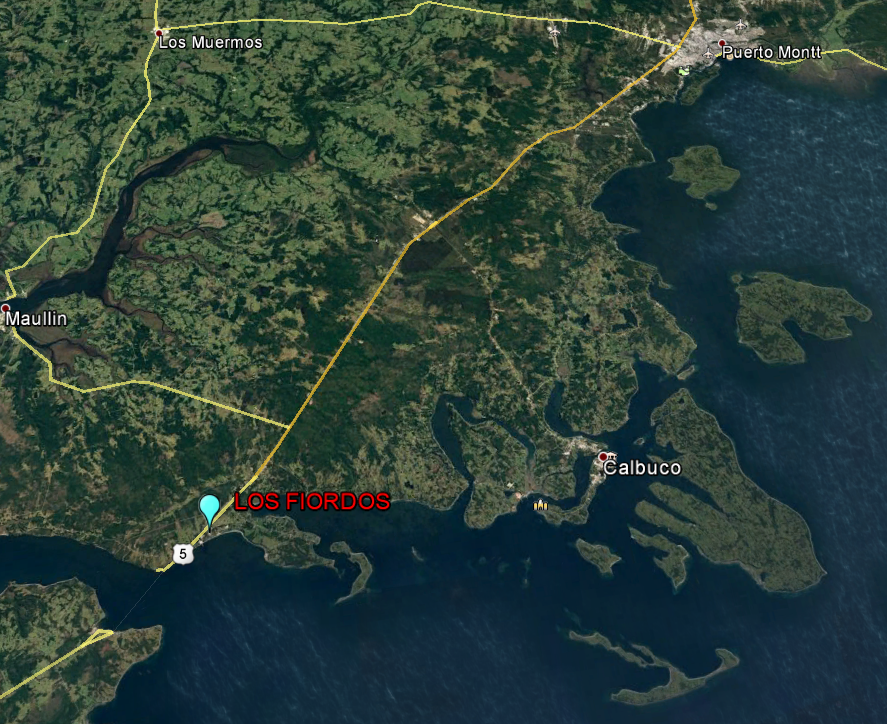 Los Muermos
Puerto Montt
Maullin
Calbuco
LOS FIORDOS
5